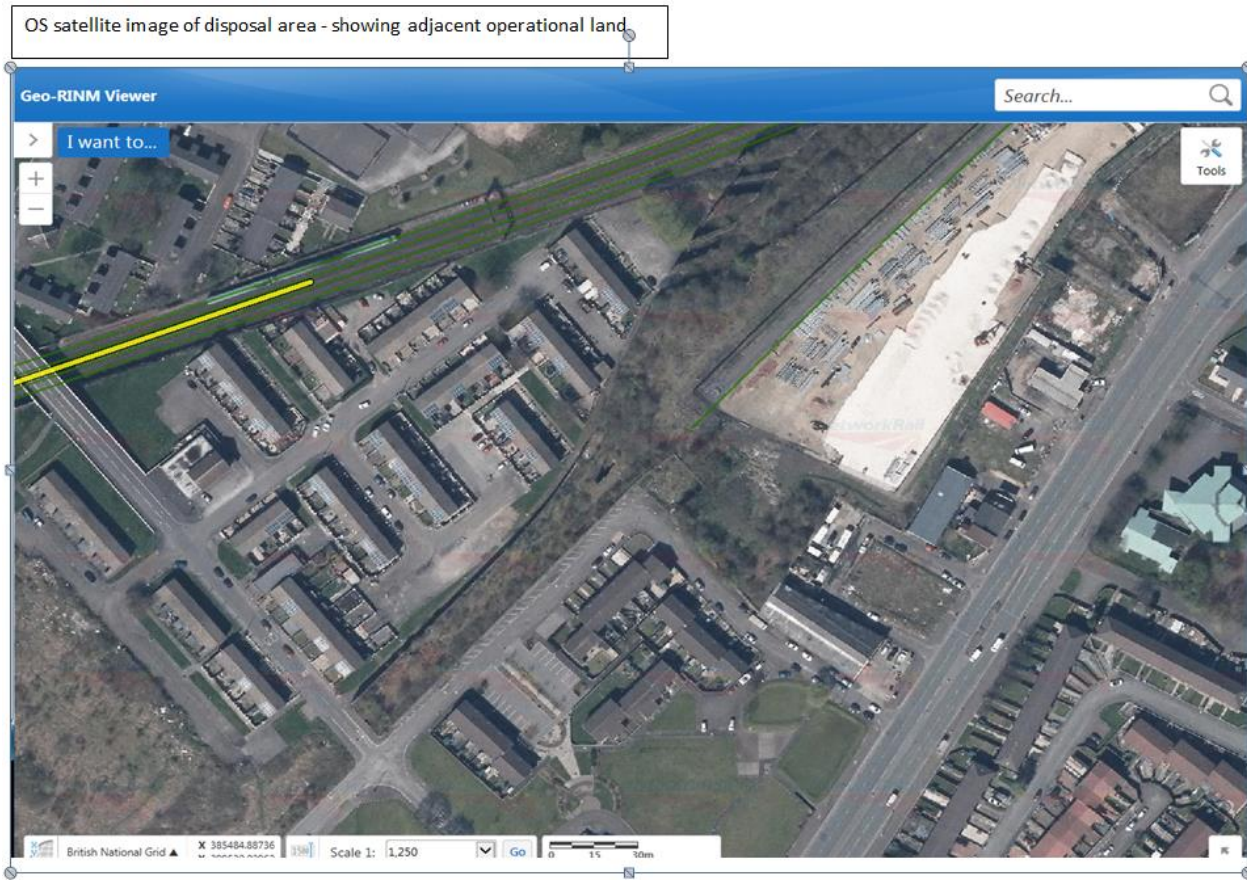 OS satellite image of disposal area - showing adjacent operational land
Geo-RINM Viewer
Search...
I want to...
Tools
+
NetworkRail
British National Grid ▲
X 385484.88736
Scale 1: 1,250
Go
0 15 30m